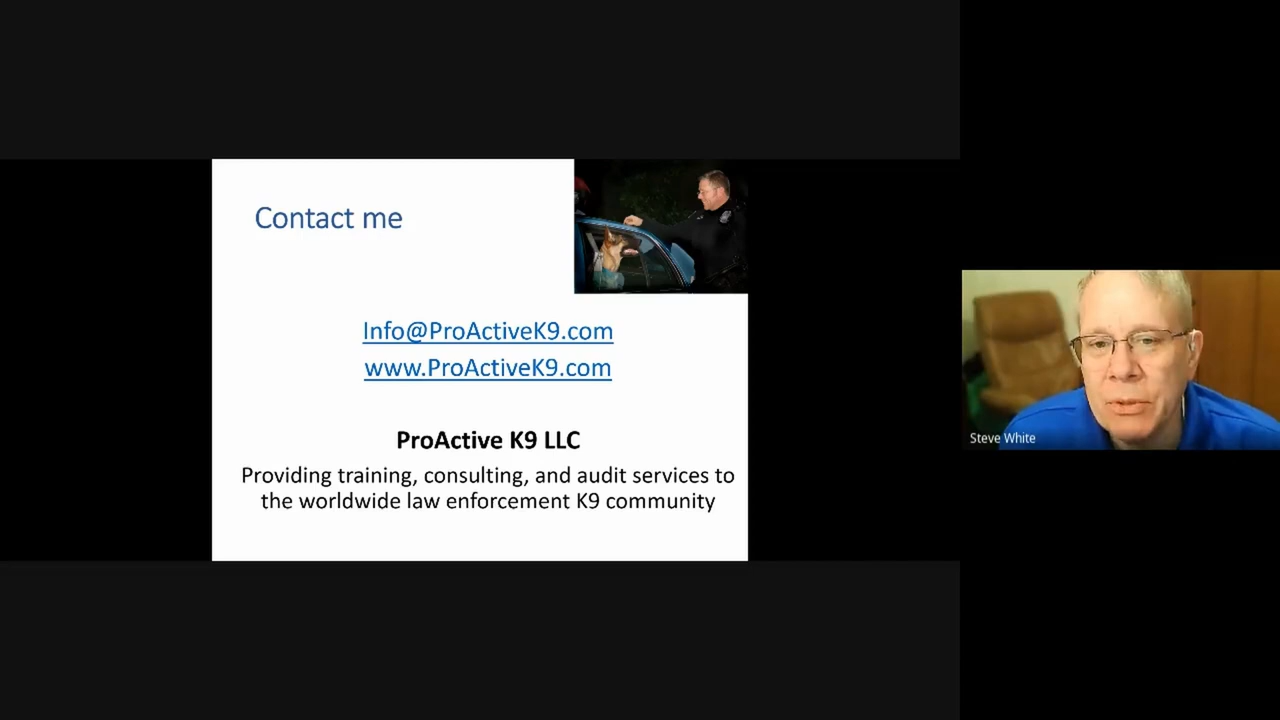 Contact me
Info@ProActiveK9.com
www.ProActiveK9.com
ProActive K9 LLC
Providing training, consulting, and audit services to
the worldwide law enforcement K9 community
Steve White